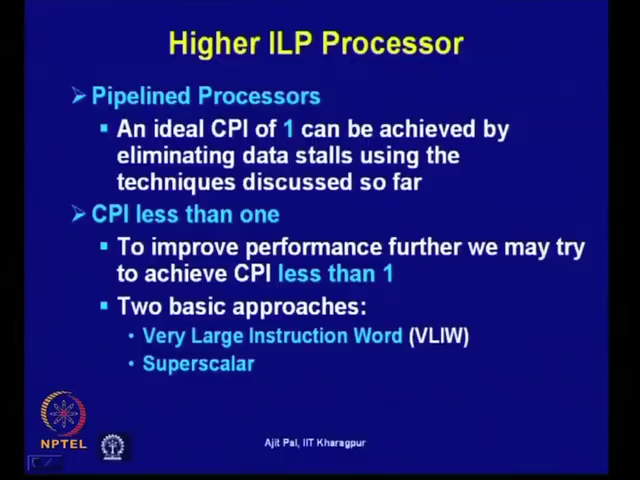 Higher ILP Processor
Pipelined Processors
An ideal CPI of 1 can be achieved by
eliminating data stalls using the
techniques discussed so far
CPI less than one
To improve performance further we may try
to achieve CPI less than 1
Two basic approaches:
Very Large Instruction Word (VLIW)
Superscalar
NPTEL
Ajit Pal, IIT Kharagpur